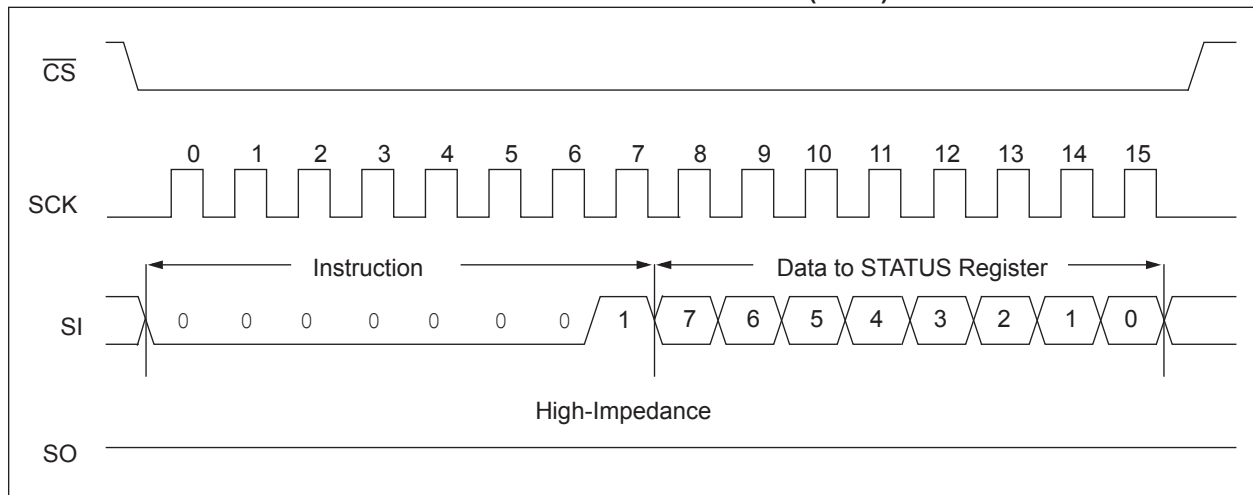 CS
0 1 2 3 4 5 6 7 8 9 10 11 12 13 14 15
SCK
Instruction Data to STATUS Register
SI 0 0 0 0 0 0 0 1 7 6 5 4 3 2 1 0
High-Impedance
SO